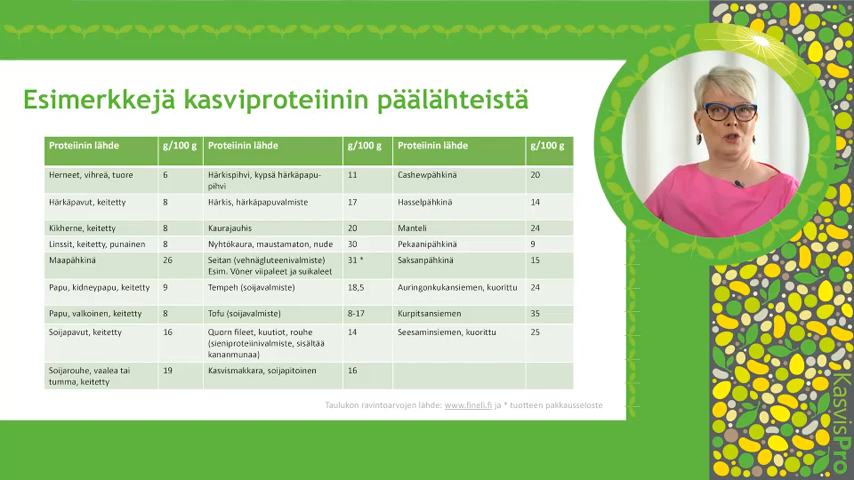 Esimerkkejä kasviproteiinin päälähteistä
Proteiinin lähde g/100 g Proteiinin lähde g/100 g Proteiinin lähde g/100 g
Herneet, vihreä, tuore 6 Härkispihvi, kypsä härkäpapu-
pihvi 11 Cashewpähkinä 20
Härkäpavut, keitetty 8 Härkis, härkäpapuvalmiste 17 Hasselpähkinä 14
Kikherne, keitetty 8 Kaurajauhis 20 Manteli 24
Linssit, keitetty, punainen 8 Nyhtökaura, maustamaton, nude 30 Pekaanipähkinä 9
Maapähkinä 26 Seitan (vehnägluteenivalmiste)
Esim. Vöner viipaleet ja suikaleet 31 * Saksanpähkinä 15
Papu, kidneypapu, keitetty 9 Tempeh (soijavalmiste) 18,5 Auringonkukansiemen, kuorittu 24
Papu, valkoinen, keitetty 8 Tofu (soijavalmiste) 8-17 Kurpitsansiemen 35
Soijapavut, keitetty 16 Quorn fileet, kuutiot, rouhe
(sieniproteiinivalmiste, sisältää
kananmunaa) 14 Seesaminsiemen, kuorittu 25
Soijarouhe, vaalea tai
tumma, keitetty 19 Kasvismakkara, soijapitoinen 16
Taulukon ravintoarvojen lähde: www.fineli.fi ja * tuotteen pakkausseloste
KasvisPro